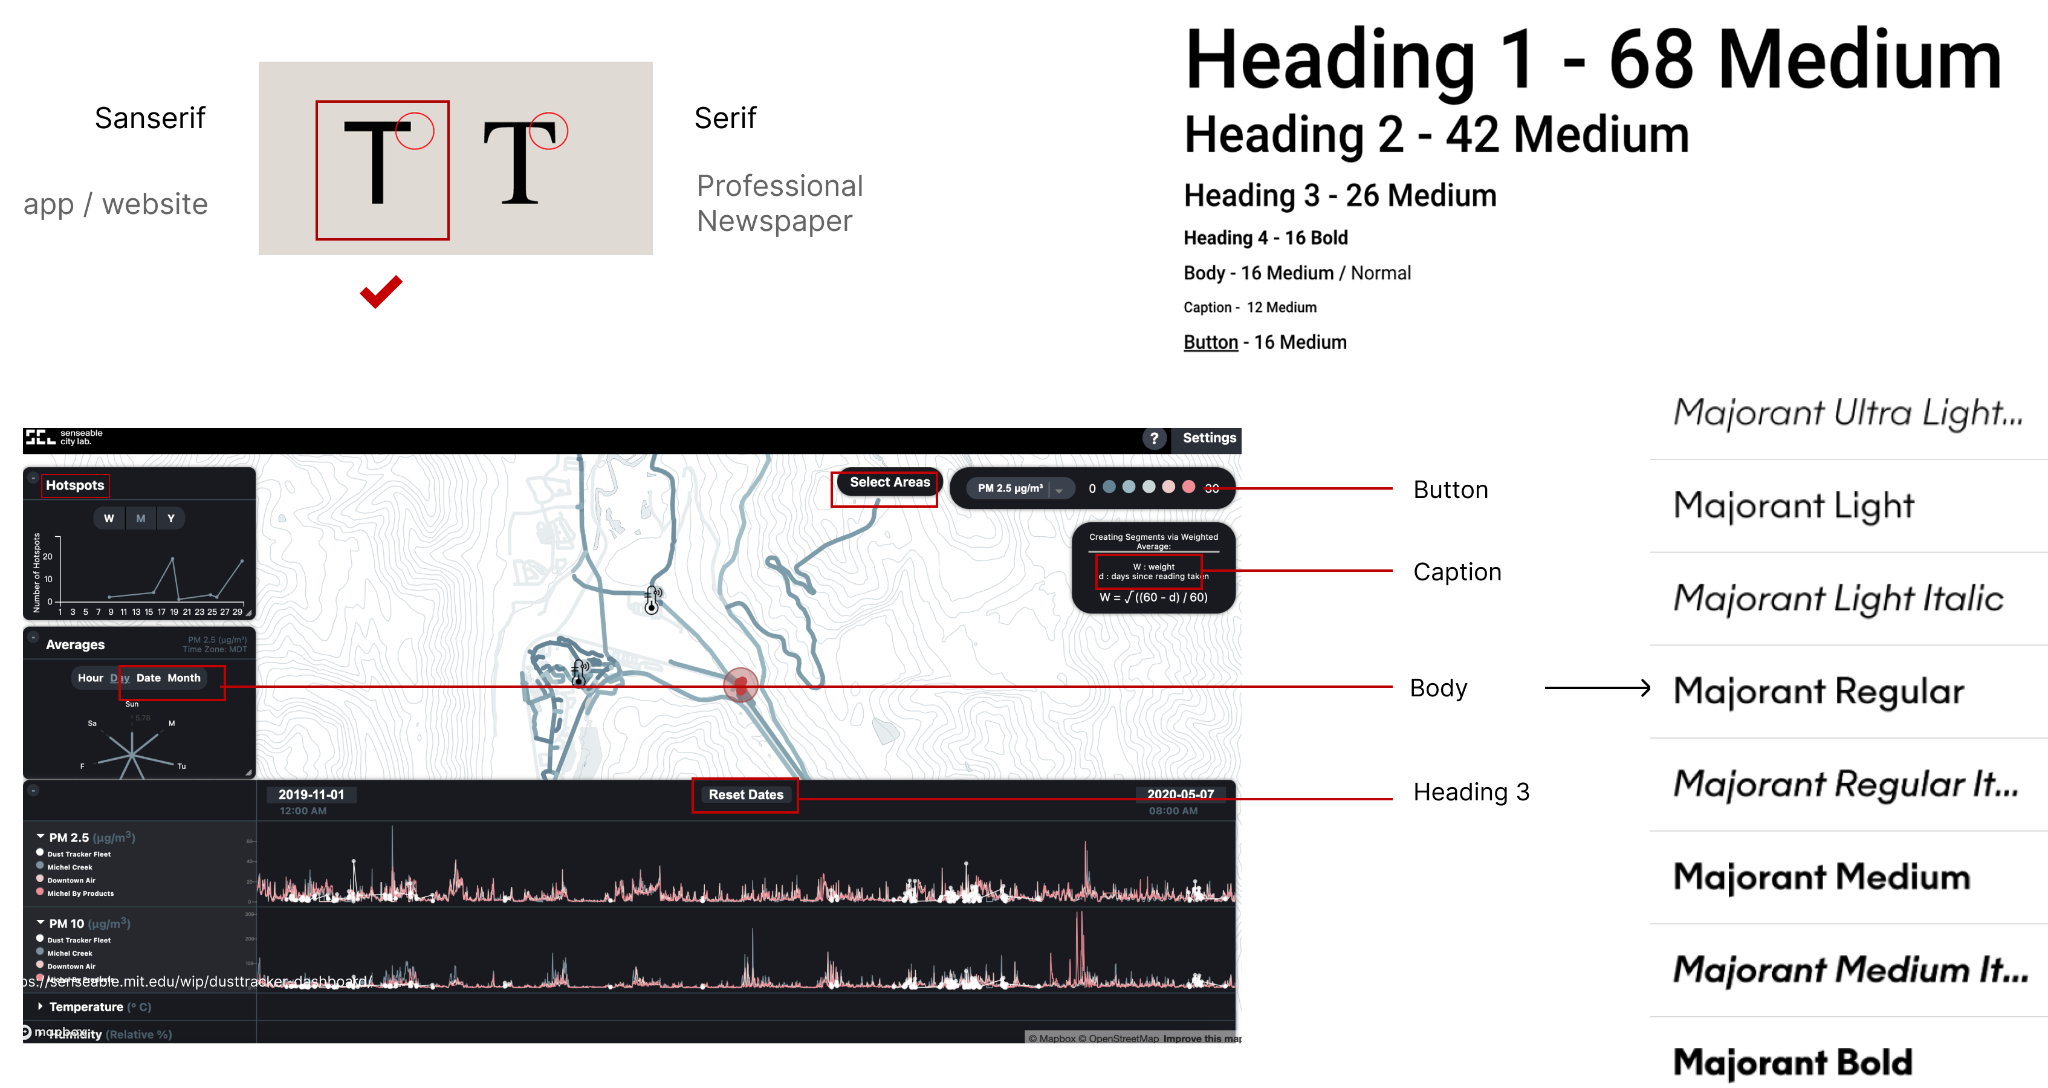 Sanserif
app / website
T T
Serif
Professional
Newspaper
Heading 1 - 68 Medium
Heading 2 - 42 Medium
Heading 3 - 26 Medium
Heading 4 - 16 Bold
Body - 16 Medium / Normal
Caption - 12 Medium
Button - 16 Medium
senseable
city lab.
? Settings
Hotspots
W M Y
Number of Hotspots
20
10
0
1 3 5 7 9 11 13 15 17 19 21 23 25 27 29
Averages
PM 2.5 (µg/m³)
Time Zone: MDT
Hour Day Date Month
Sun
5.78
Sa M
F Tu
Select Areas
PM 2.5 µg/m³
0 30
Creating Segments via Weighted
Average:
W : weight
d : days since reading taken
W = √((60 - d) / 60)
2019-11-01
12:00 AM
Reset Dates
2020-05-07
08:00 AM
PM 2.5 (µg/m³)
Dust Tracker Fleet
Michel Creek
Downtown Air
Michel By Products
PM 10 (µg/m³)
Dust Tracker Fleet
Michel Creek
Downtown Air
ps://senseable.mit.edu/wip/dusttracker-dashboard/
Temperature (° C)
mapbox
Humidity (Relative %)
© Mapbox © OpenStreetMap Improve this map
Button
Caption
Body
Heading 3
Majorant Ultra Light...
Majorant Light
Majorant Light Italic
Majorant Regular
Majorant Regular It...
Majorant Medium
Majorant Medium It...
Majorant Bold